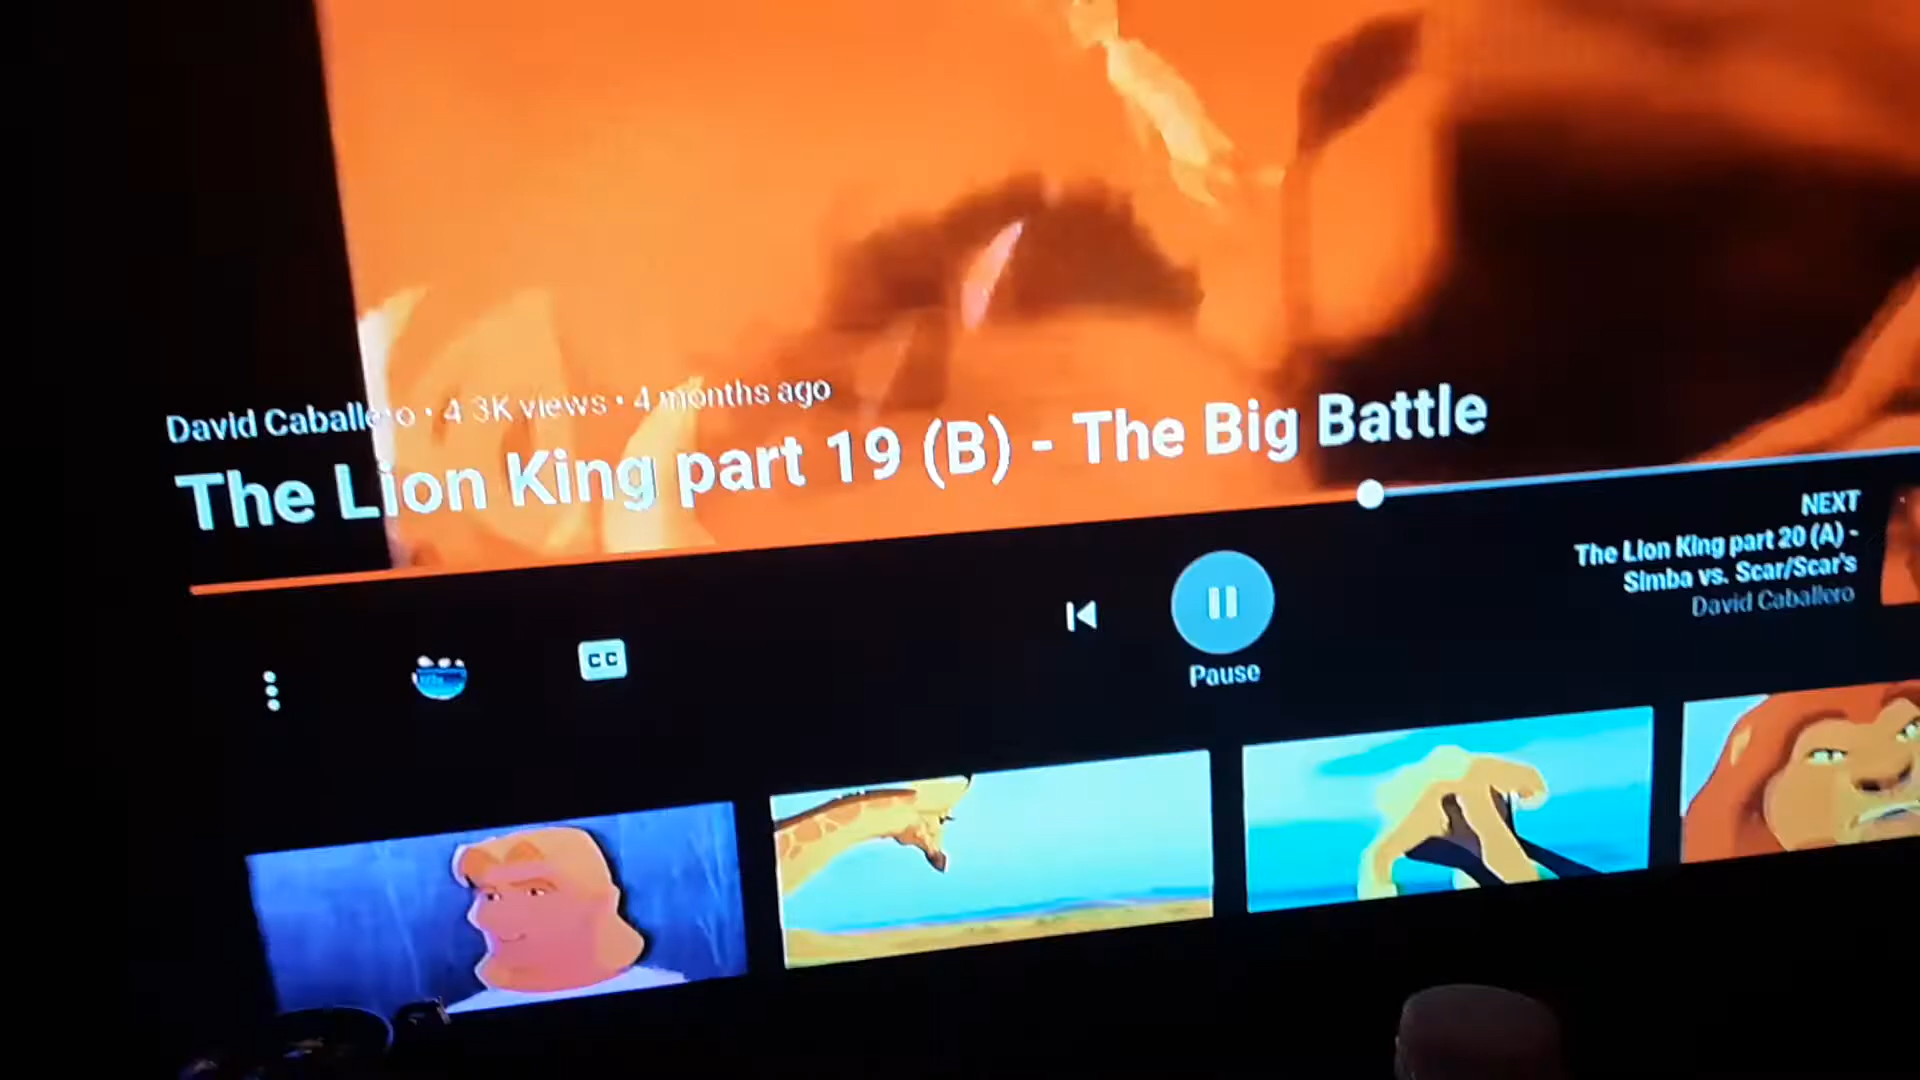 David Caballero • 4.3K views • 4 months ago
The Lion King part 19 (B) - The Big Battle
NEXT
The Lion King part 20 (A) -
Simba vs. Scar/Scar's
David Caballero
CC
Pause